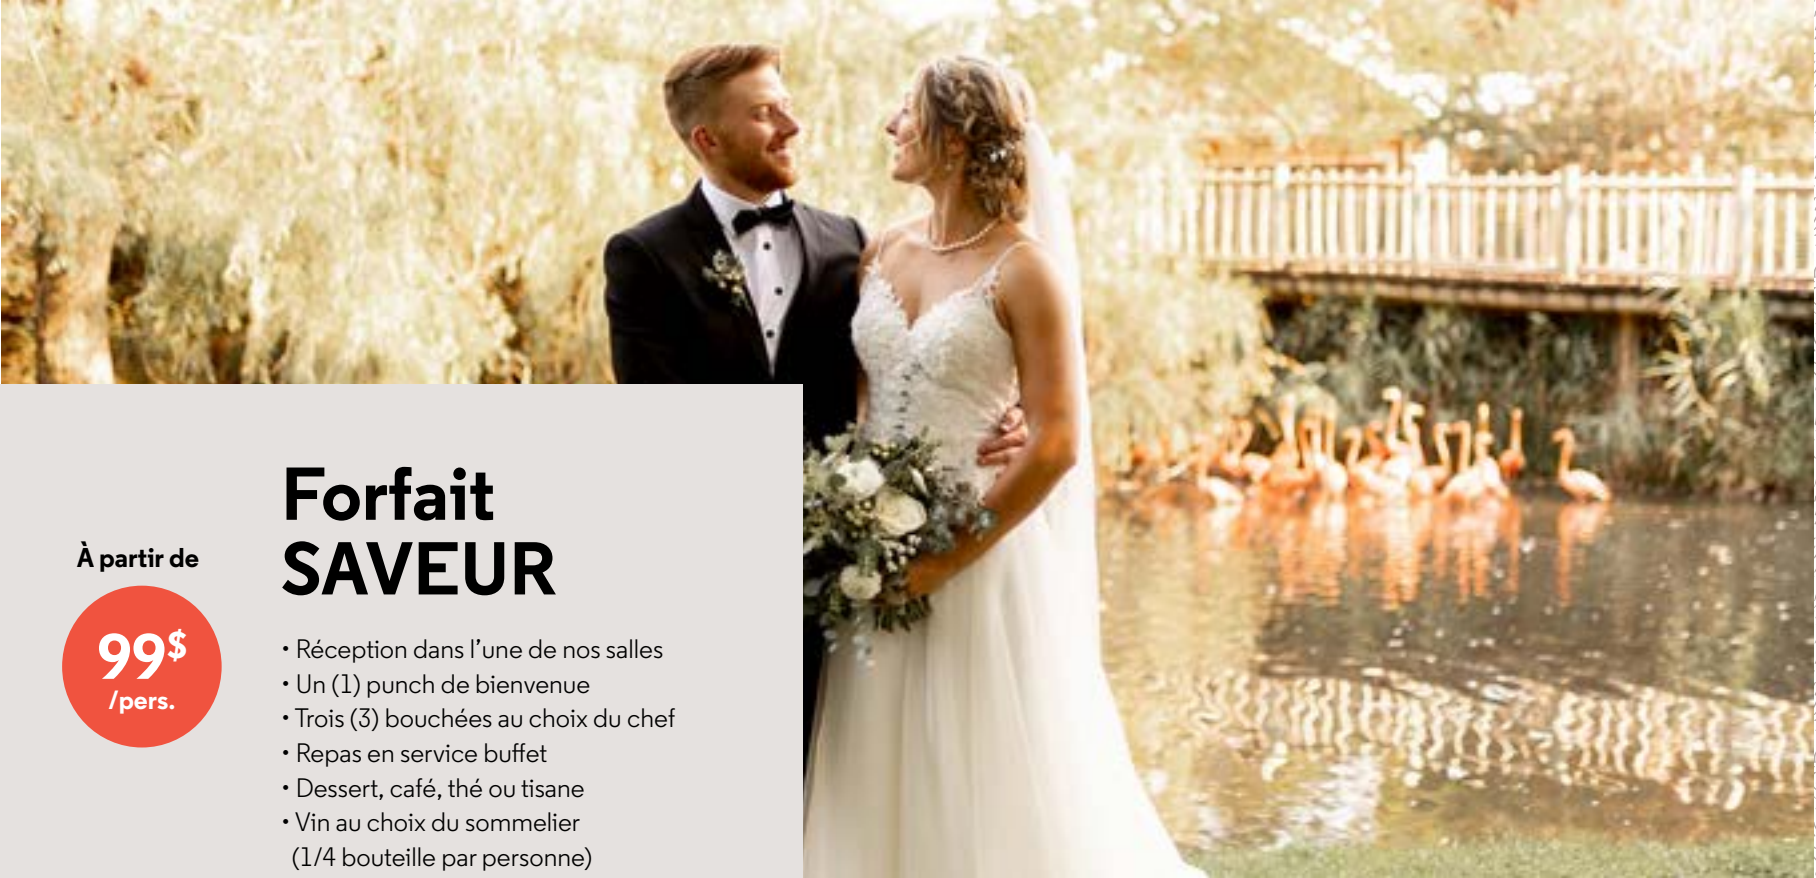 Forfait
SAVEUR
À partir de
99$
/pers.
• Réception dans l’une de nos salles
• Un (1) punch de bienvenue
• Trois (3) bouchées au choix du chef
• Repas en service buffet
• Dessert, café, thé ou tisane
• Vin au choix du sommelier
(1/4 bouteille par personne)